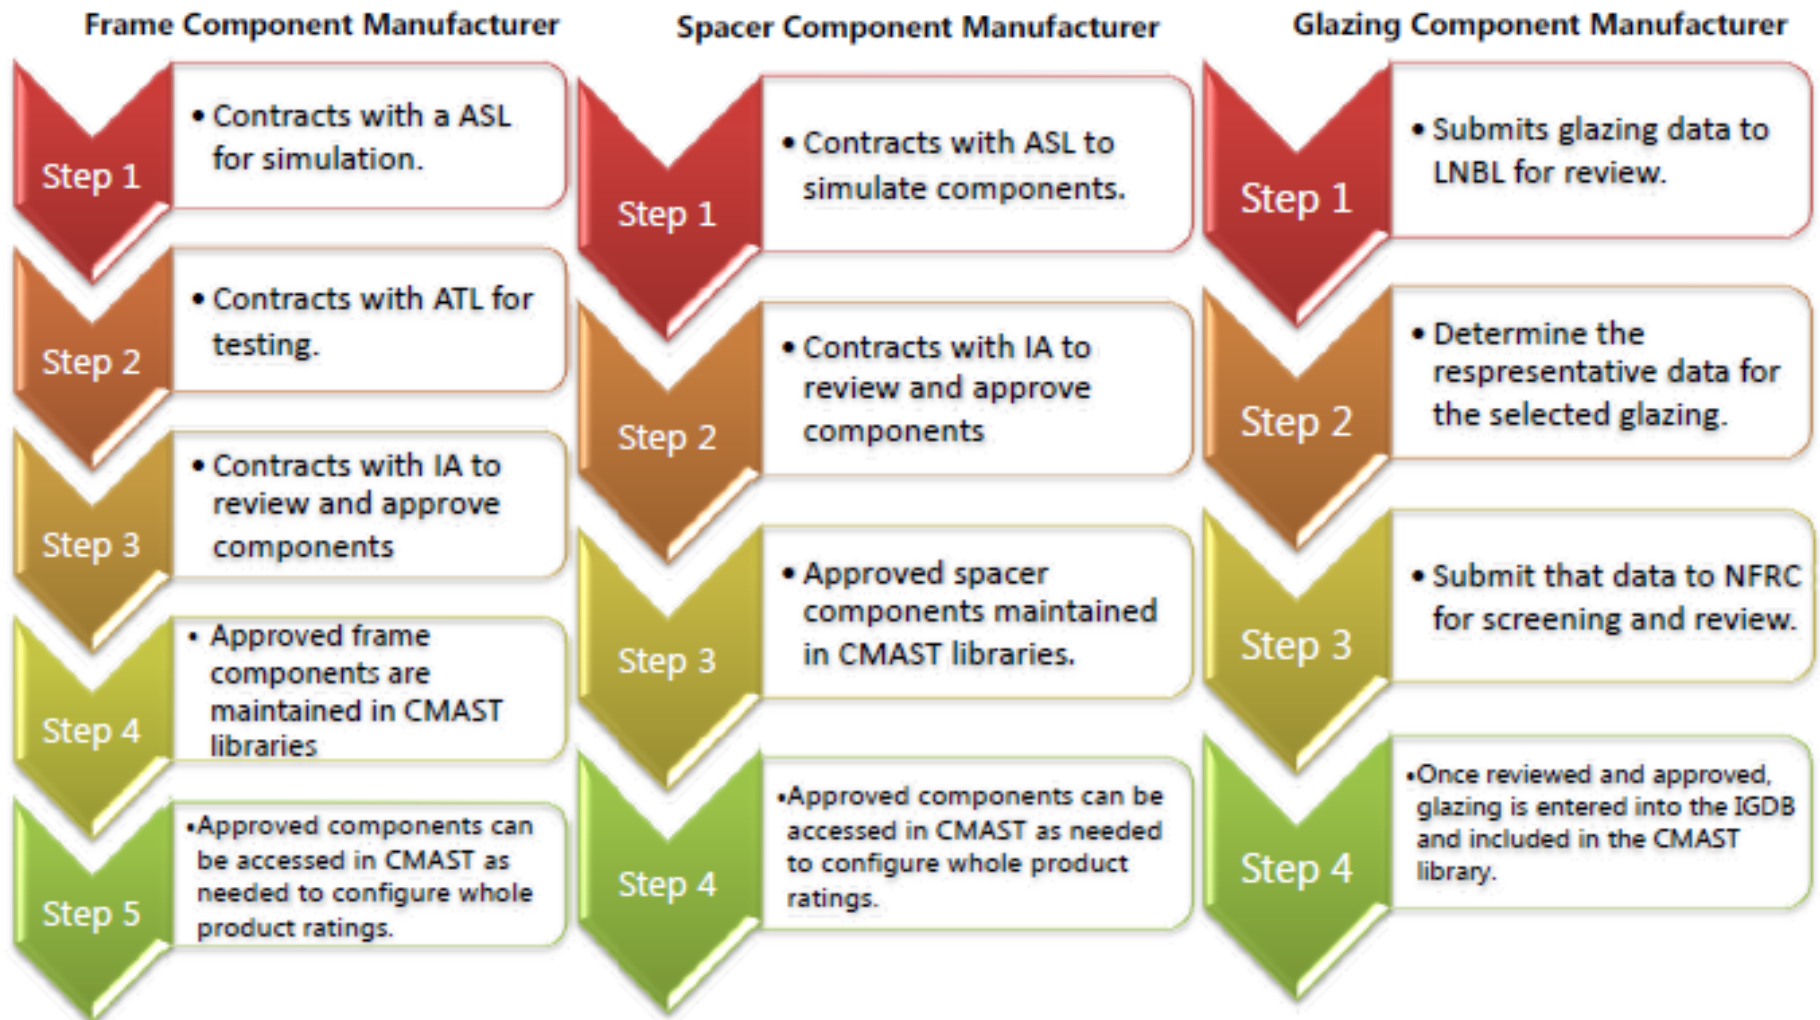 Frame Component Manufacturer
Step 1
• Contracts with a ASL
for simulation.
Step 2
• Contracts with ATL for
testing.
Step 3
• Contracts with IA to
review and approve
components
Step 4
• Approved frame
components are
maintained in CMAST
libraries
Step 5
•Approved components can
be accessed in CMAST as
needed to configure whole
product ratings.
Spacer Component Manufacturer
Step 1
• Contracts with ASL to
simulate components.
Step 2
• Contracts with IA to
review and approve
components
Step 3
• Approved spacer
components maintained
in CMAST libraries.
Step 4
•Approved components can be
accessed in CMAST as needed
to configure whole product
ratings.
Glazing Component Manufacturer
Step 1
• Submits glazing data to
LNBL for review.
Step 2
• Determine the
respresentative data for
the selected glazing.
Step 3
• Submit that data to NFRC
for screening and review.
Step 4
•Once reviewed and approved,
glazing is entered into the IGDB
and included in the CMAST
library.